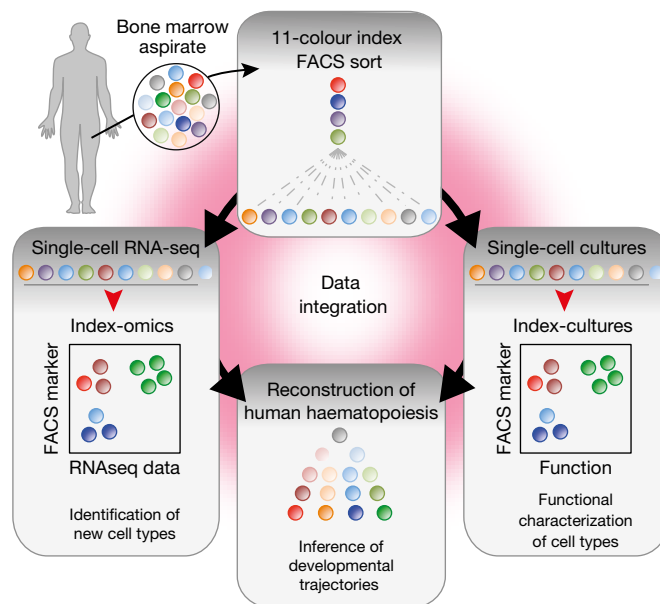 Bone marrow
aspirate
11-colour index
FACS sort
Single-cell RNA-seq
Index-omics
FACS marker
RNAseq data
Identification of
new cell types
Data
integration
Single-cell cultures
Index-cultures
FACS marker
Function
Functional
characterization
of cell types
Reconstruction of
human haematopoiesis
Inference of
developmental
trajectories